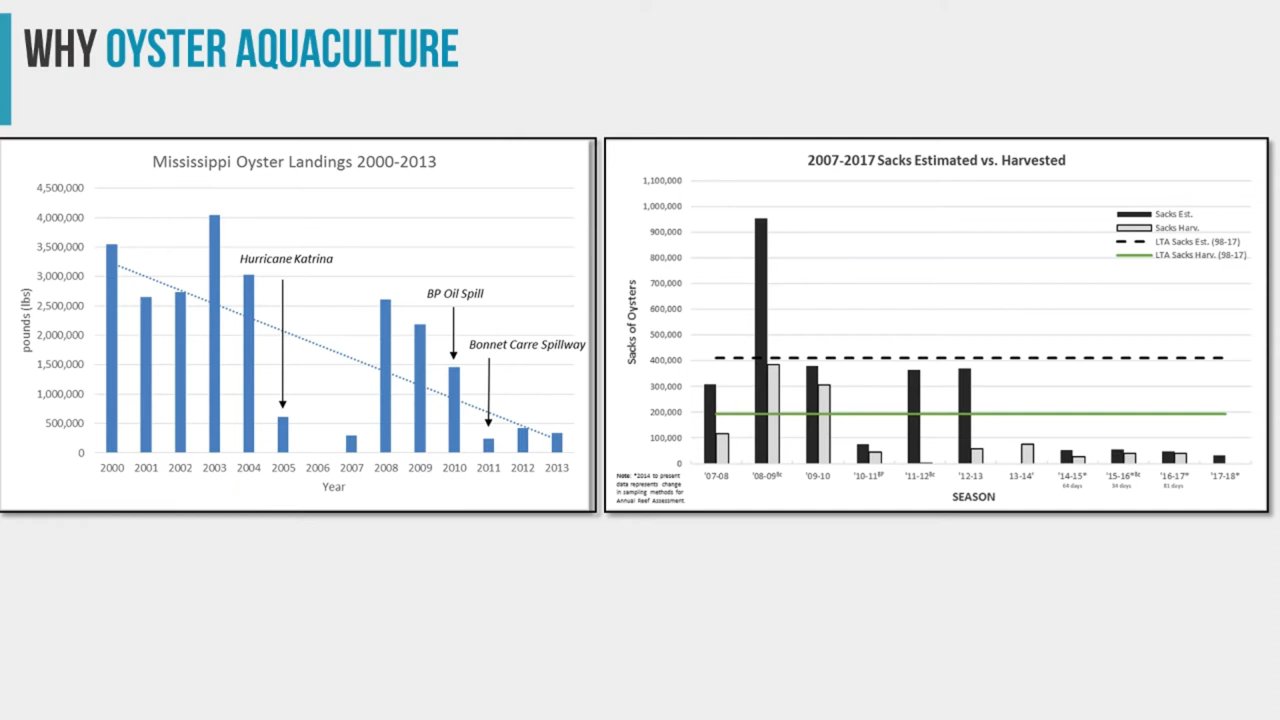 WHY OYSTER AQUACULTURE
Mississippi Oyster Landings 2000-2013
4,500,000
4,000,000
3,500,000
3,000,000
2,500,000
2,000,000
1,500,000
1,000,000
500,000
0
pounds (lbs)
Hurricane Katrina
BP Oil Spill
Bonnet Carre Spillway
2000 2001 2002 2003 2004 2005 2006 2007 2008 2009 2010 2011 2012 2013
Year
2007-2017 Sacks Estimated vs. Harvested
1,100,000
1,000,000
900,000
800,000
700,000
600,000
500,000
400,000
300,000
200,000
100,000
0
Sacks of Oysters
Sacks Est.
Sacks Harv.
LTA Sacks Est. (98-17)
LTA Sacks Harv. (98-17)
'07-08 '08-09Bc '09-10 '10-11BP '11-12Bc '12-13 13-14' '14-15* '15-16*Bc '16-17* '17-18*
64 days 34 days 81 days
SEASON
Note: *2014 to present
data represents change
in sampling methods for
Annual Reef Assessment.